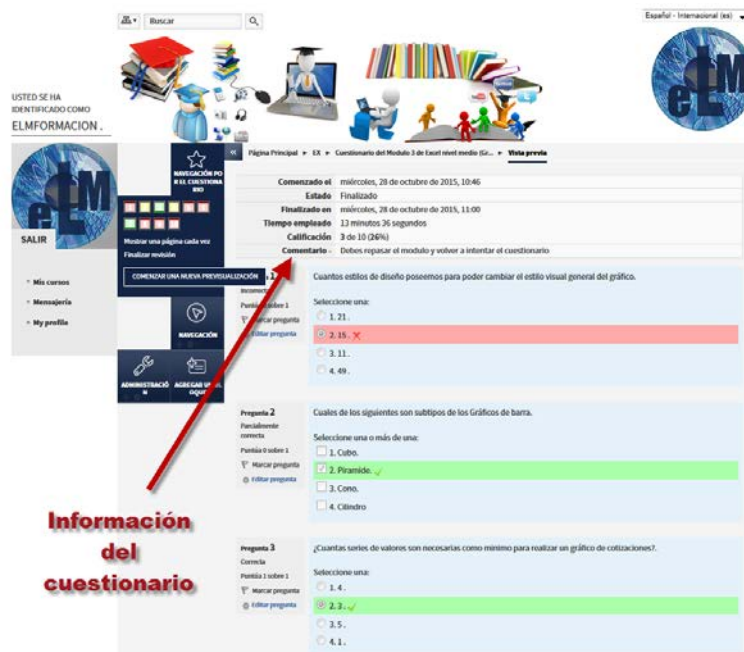 Buscar
Español - Internacional (es)
USTED SE HA
IDENTIFICADO COMO
ELMFORMACION .
eLM
eLM
SALIR
Mis cursos
Mensajería
My profile
NAVEGACIÓN PO
R EL CUESTIONA
RIO
Mostrar una página cada vez
Finalizar revisión
COMENZAR UNA NUEVA PREVISUALIZACIÓN
NAVEGACIÓN
ADMINISTRACIÓ
N
AGREGAR UN BL
OQUE
Página Principal ► EX ► Cuestionario del Modulo 3 de Excel nivel medio (Gr... ► Vista previa
Comenzado el miércoles, 28 de octubre de 2015, 10:46
Estado Finalizado
Finalizado en miércoles, 28 de octubre de 2015, 11:00
Tiempo empleado 13 minutos 36 segundos
Calificación 3 de 10 (26%)
Comentario - Debes repasar el modulo y volver a intentar el cuestionario
1
Incorrecta
sobre 1
Marcar pregunta
Editar pregunta
Cuantos estilos de diseño poseemos para poder cambiar el estilo visual general del gráfico.
Seleccione una:
1. 21 .
2. 15 .
3. 11 .
4. 49 .
Pregunta 2
Parcialmente
correcta
Puntúa 0 sobre 1
Marcar pregunta
Editar pregunta
Cuales de los siguientes son subtipos de los Gráficos de barra.
Seleccione una o más de una:
1. Cubo.
2. Piramide.
3. Cono.
4. Cilindro
Pregunta 3
Correcta
Puntúa 1 sobre 1
Marcar pregunta
Editar pregunta
¿Cuantas series de valores son necesarias como mínimo para realizar un gráfico de cotizaciones?.
Seleccione una:
1. 4 .
2. 3 .
3. 5 .
4. 1 .
Información
del
cuestionario